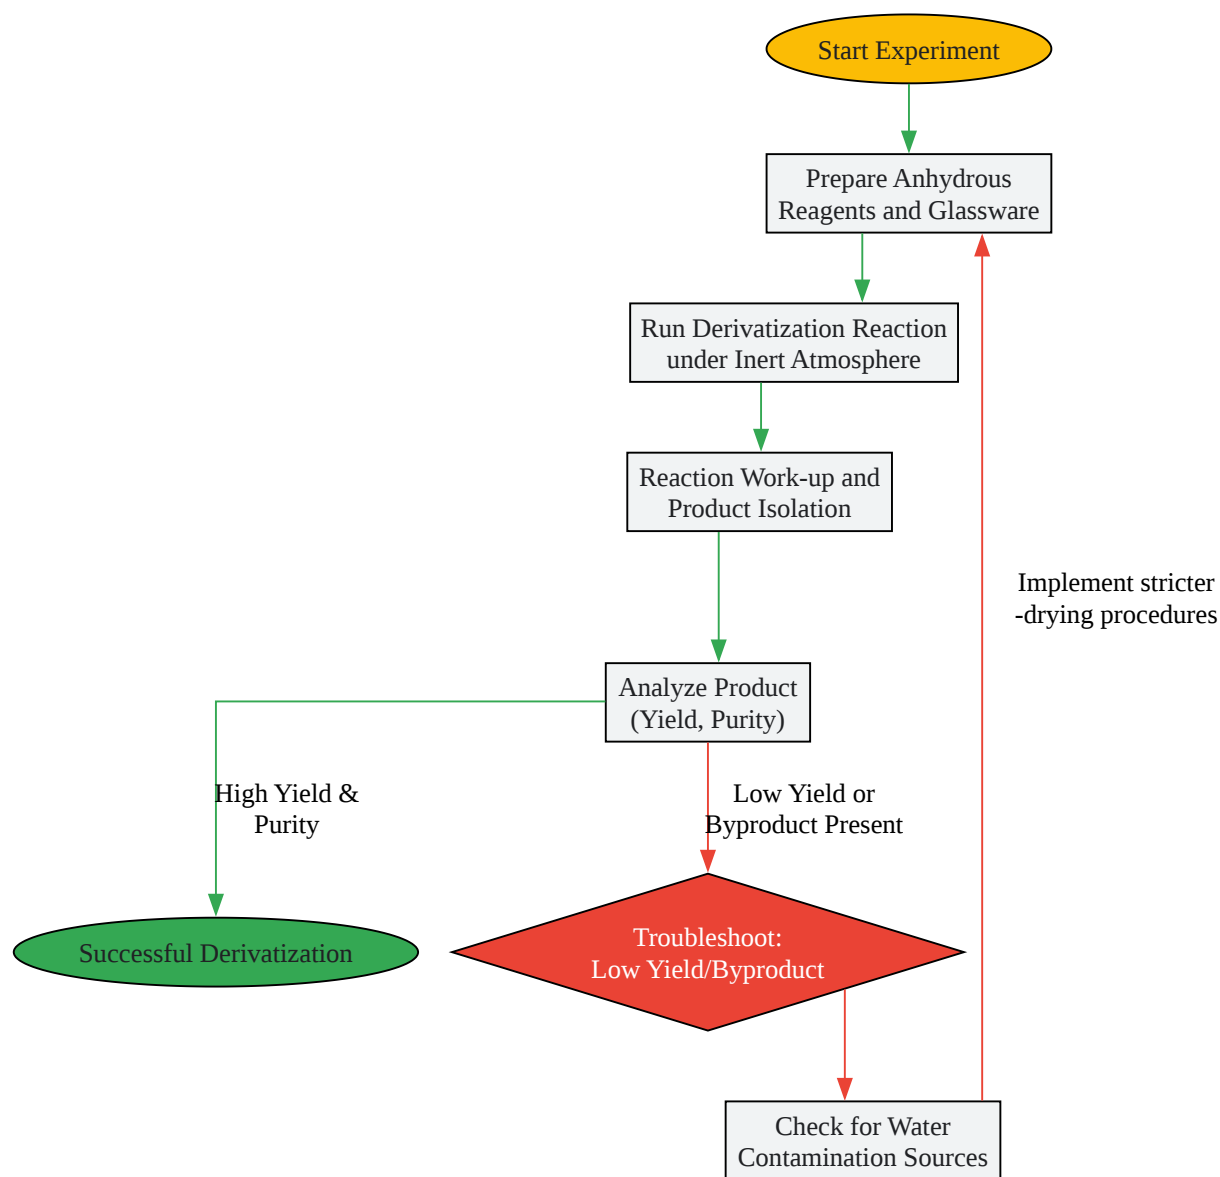 Start Experiment
Prepare Anhydrous
Reagents and Glassware
Run Derivatization Reaction
under Inert Atmosphere
Reaction Work-up and
Product Isolation
Implement stricter
-drying procedures
Analyze Product
(Yield, Purity)
High Yield &
Purity
Low Yield or
Byproduct Present
Successful Derivatization
Troubleshoot:
Low Yield/Byproduct
Check for Water
Contamination Sources